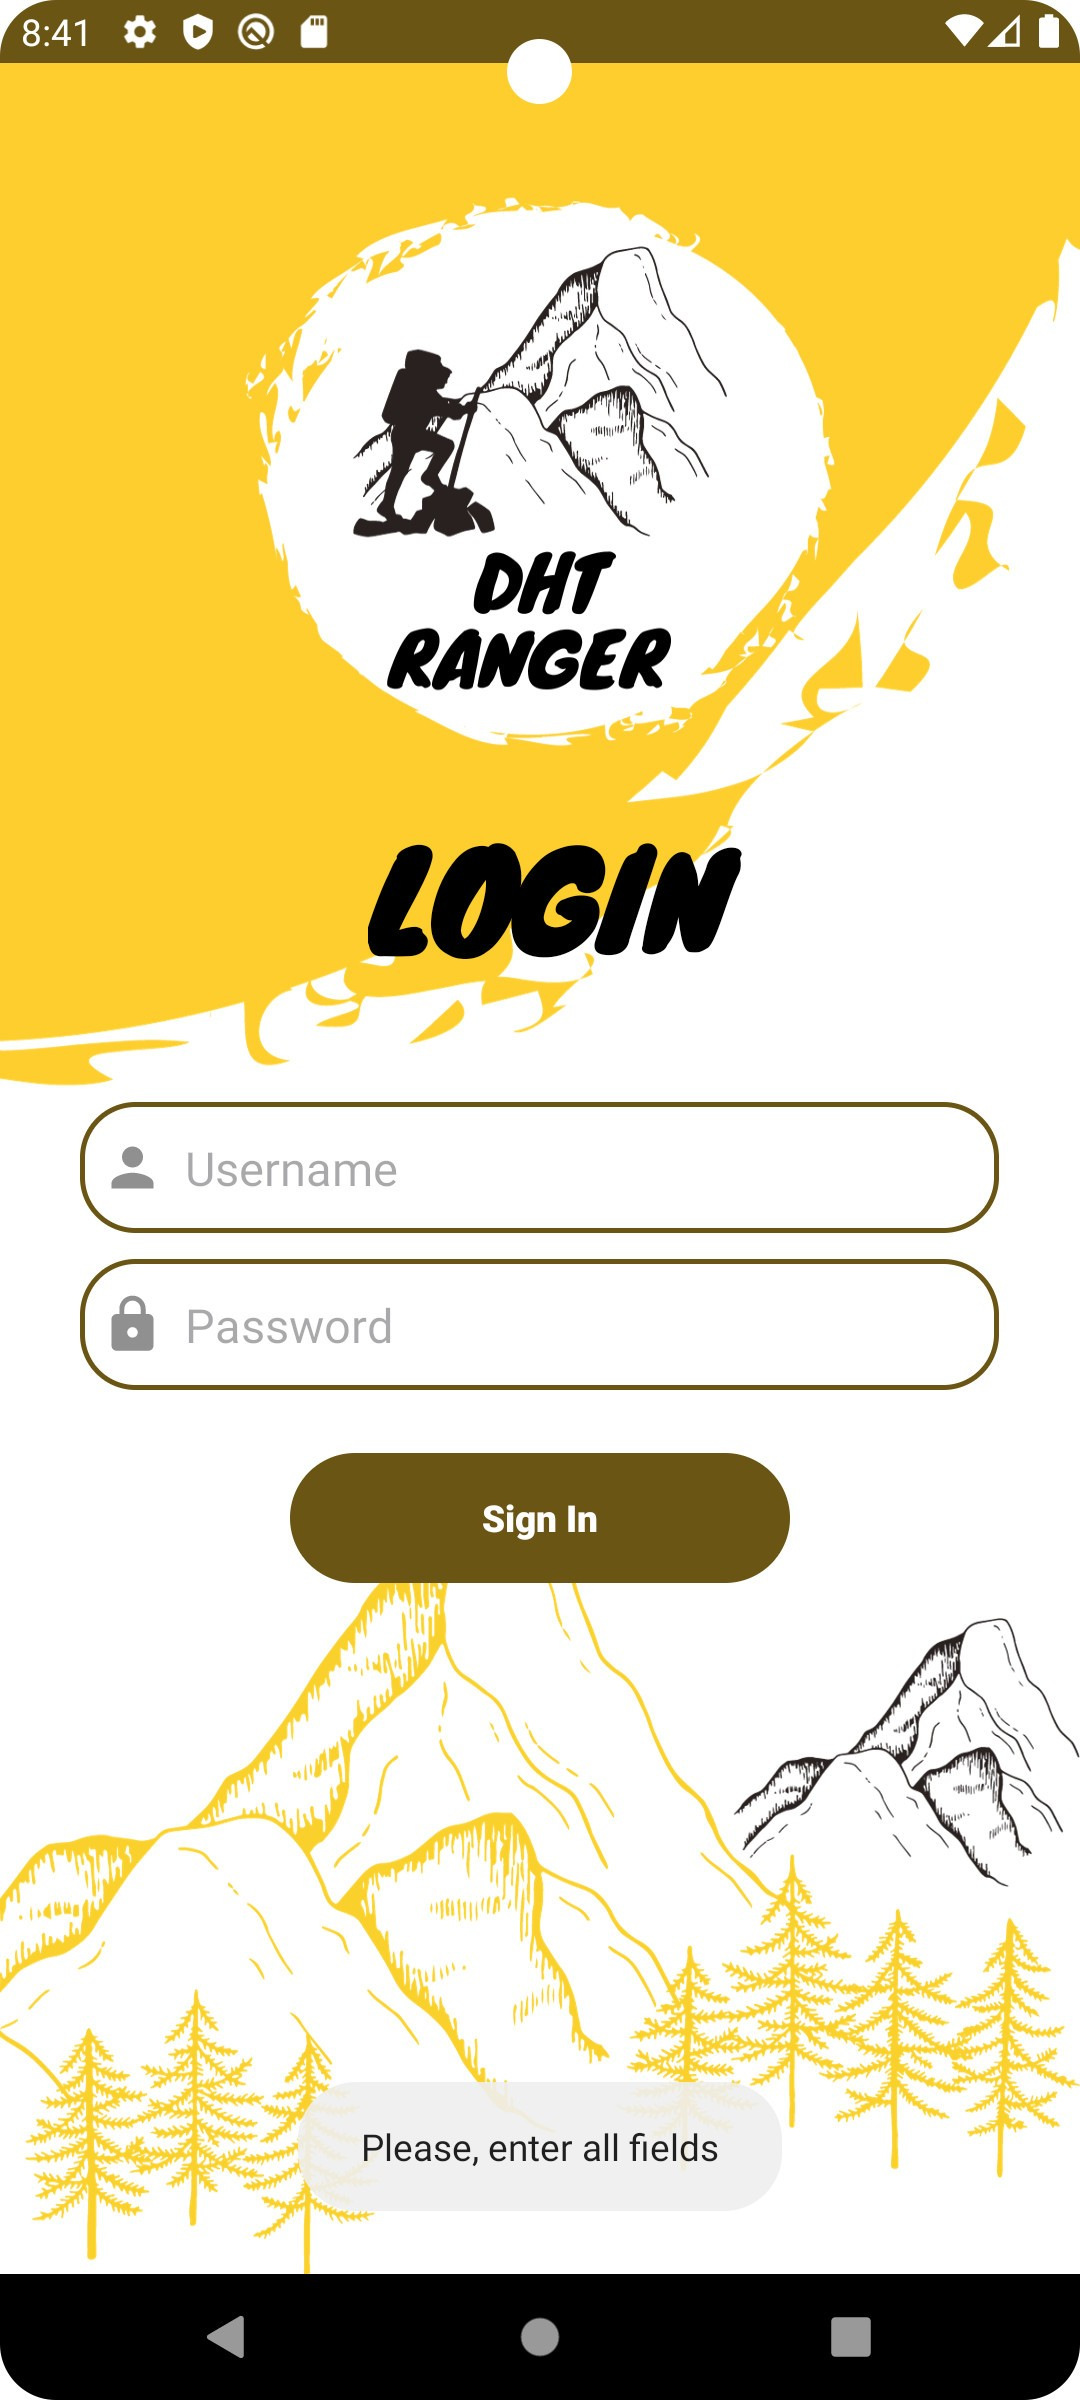 8:41
DHT
RANGER
LOGIN
Username
Password
Sign In
Please, enter all fields